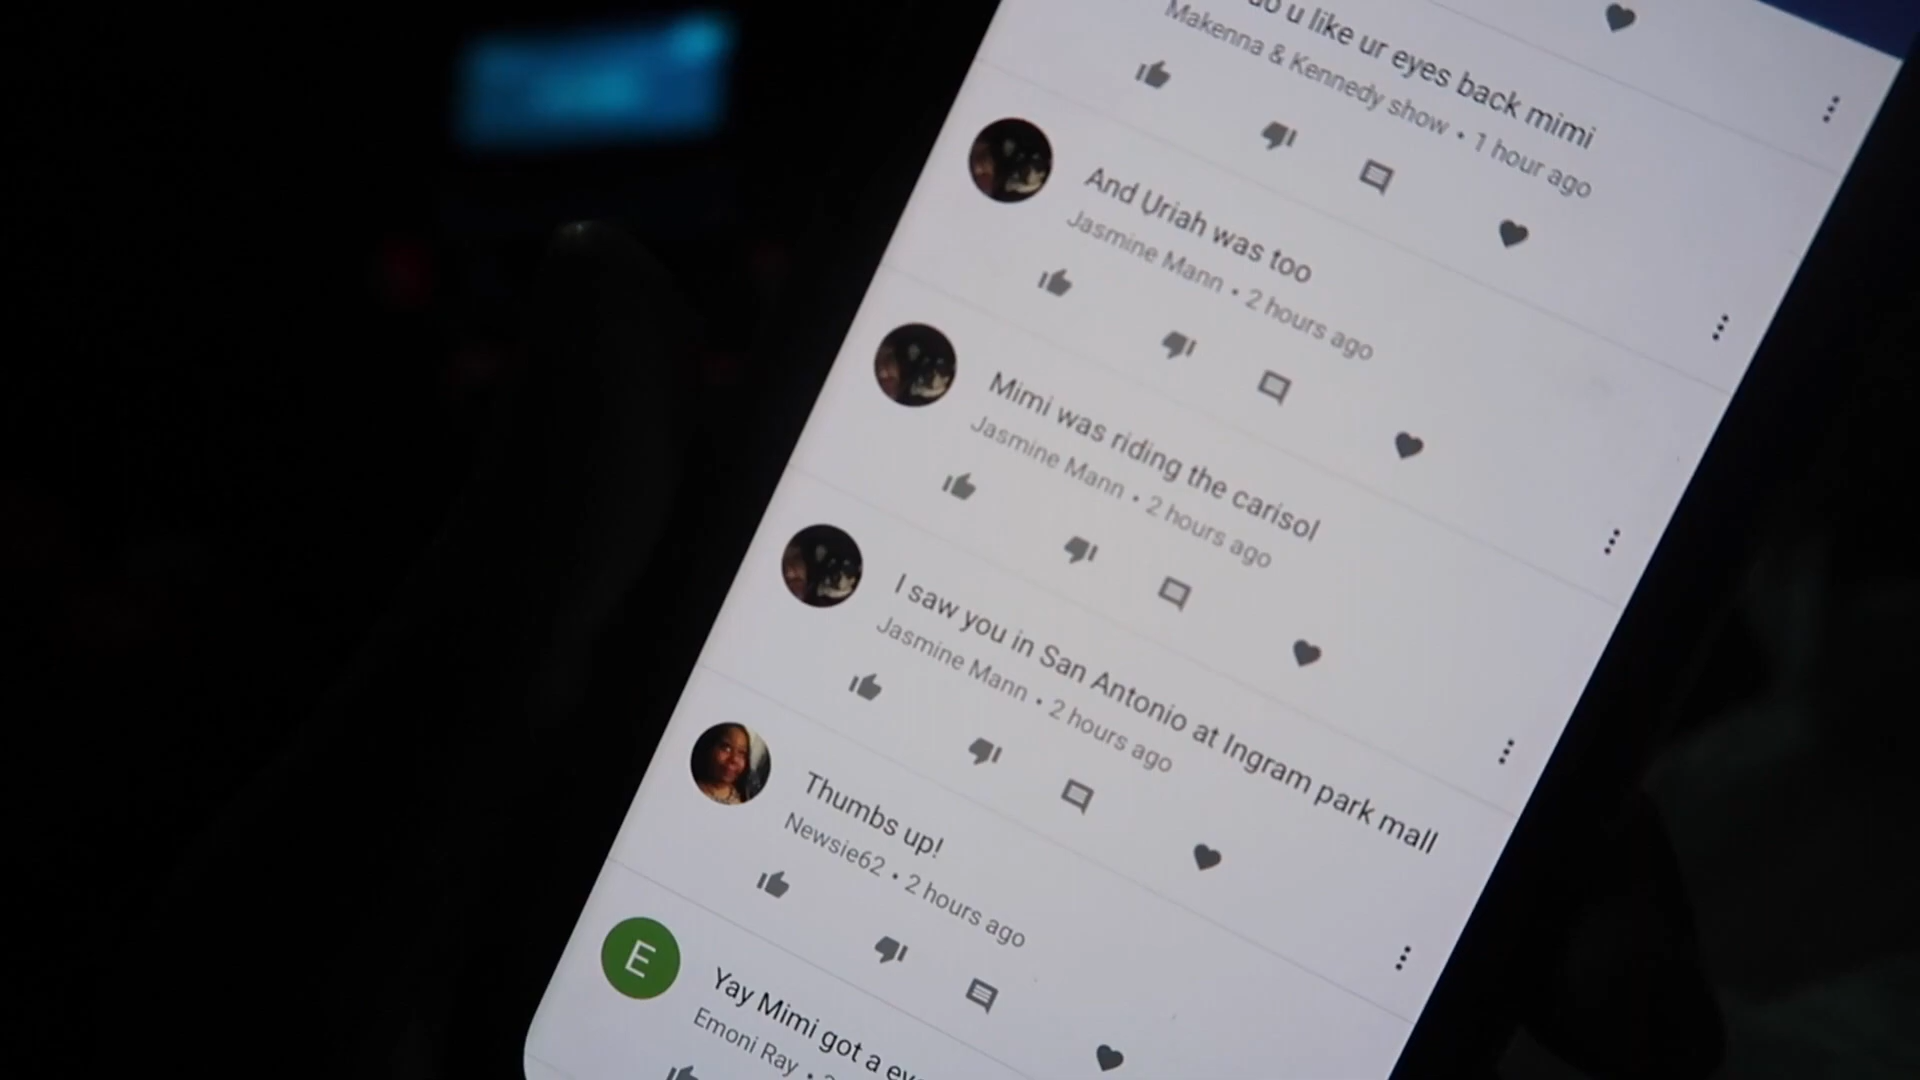 do u like ur eyes back mimi
Makenna & Kennedy show • 1 hour ago
And Uriah was too
Jasmine Mann • 2 hours ago
Mimi was riding the carisol
Jasmine Mann • 2 hours ago
I saw you in San Antonio at Ingram park mall
Jasmine Mann • 2 hours ago
Thumbs up!
Newsie62 • 2 hours ago
E
Yay Mimi got a
Emoni Ray •